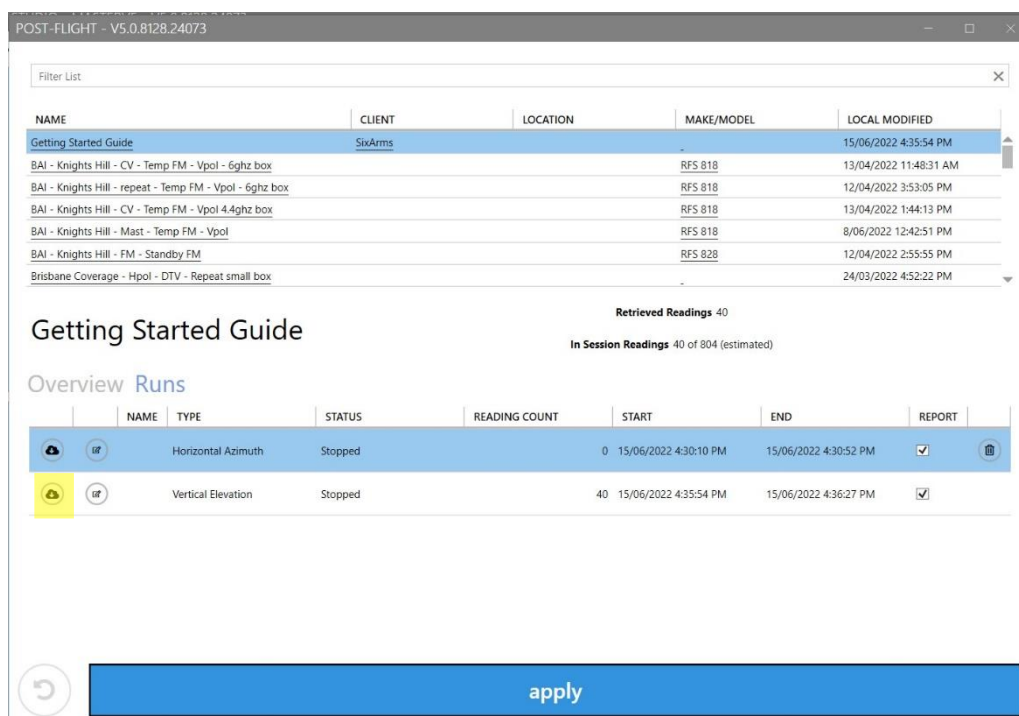 POST-FLIGHT - V5.0.8128.24073
Filter List
NAME CLIENT LOCATION MAKE/MODEL LOCAL MODIFIED
Getting Started Guide SixArms - 15/06/2022 4:35:54 PM
BAI - Knights Hill - CV - Temp FM - Vpol - 6ghz box RFS 818 13/04/2022 11:48:31 AM
BAI - Knights Hill - repeat - Temp FM - Vpol - 6ghz box RFS 818 12/04/2022 3:53:05 PM
BAI - Knights Hill - CV - Temp FM - Vpol 4.4ghz box RFS 818 13/04/2022 1:44:13 PM
BAI - Knights Hill - Mast - Temp FM - Vpol RFS 818 8/06/2022 12:42:51 PM
BAI - Knights Hill - FM - Standby FM RFS 828 12/04/2022 2:55:55 PM
Brisbane Coverage - Hpol - DTV - Repeat small box - 24/03/2022 4:52:22 PM
Getting Started Guide
Retrieved Readings 40
In Session Readings 40 of 804 (estimated)
Overview Runs
NAME TYPE STATUS READING COUNT START END REPORT
Horizontal Azimuth Stopped 0 15/06/2022 4:30:10 PM 15/06/2022 4:30:52 PM
Vertical Elevation Stopped 40 15/06/2022 4:35:54 PM 15/06/2022 4:36:27 PM
apply